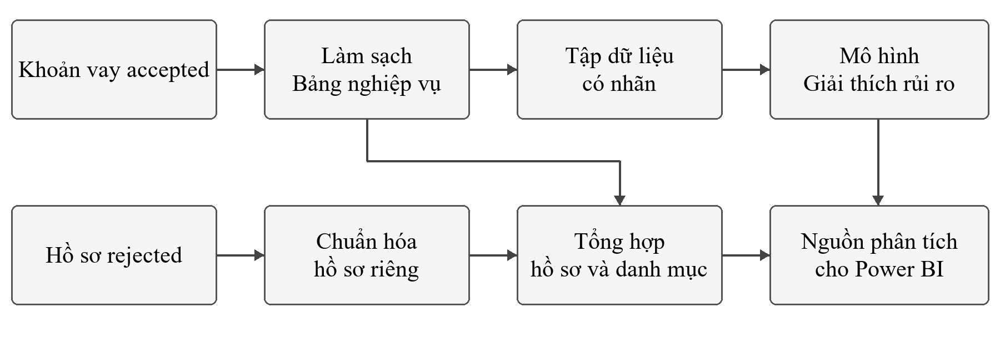 Khoản vay accepted
Làm sạch
Bảng nghiệp vụ
Tập dữ liệu
có nhãn
Mô hình
Giải thích rủi ro
Hồ sơ rejected
Chuẩn hóa
hồ sơ riêng
Tổng hợp
hồ sơ và danh mục
Nguồn phân tích
cho Power BI